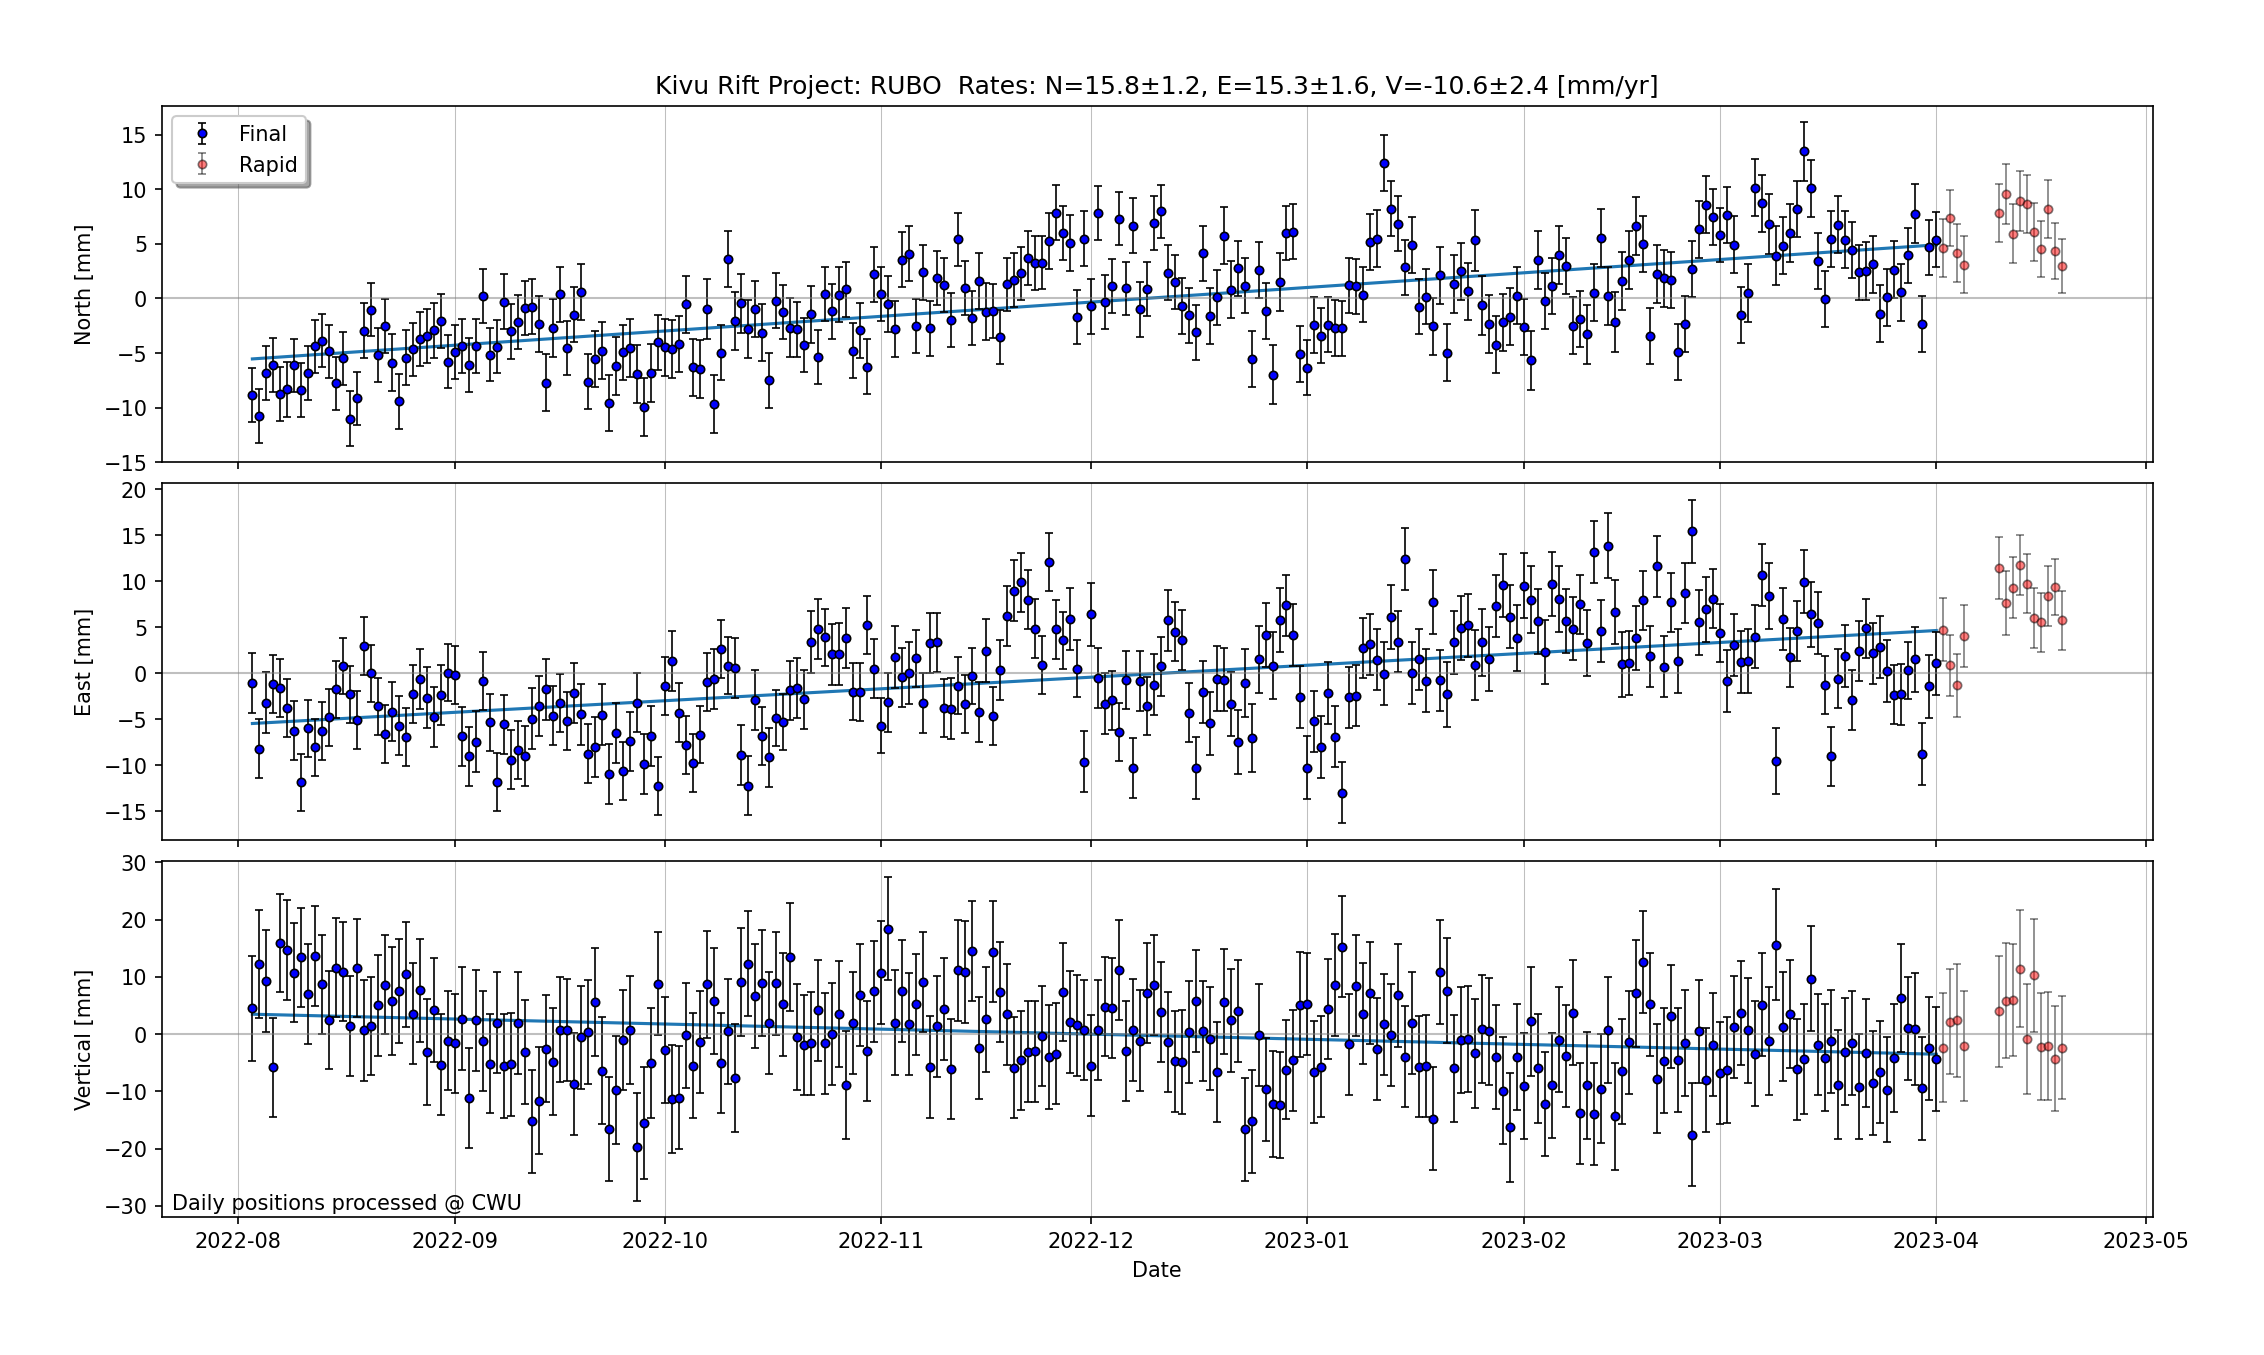 Kivu Rift Project: RUBO  Rates: N=15.8±1.2, E=15.3±1.6, V=-10.6±2.4 [mm/yr]
Final
Rapid
North [mm]
15
10
5
0
−5
−10
−15
East [mm]
20
15
10
5
0
−5
−10
−15
Vertical [mm]
30
20
10
0
−10
−20
−30
Daily positions processed @ CWU
2022-08 2022-09 2022-10 2022-11 2022-12 2023-01 2023-02 2023-03 2023-04 2023-05
Date